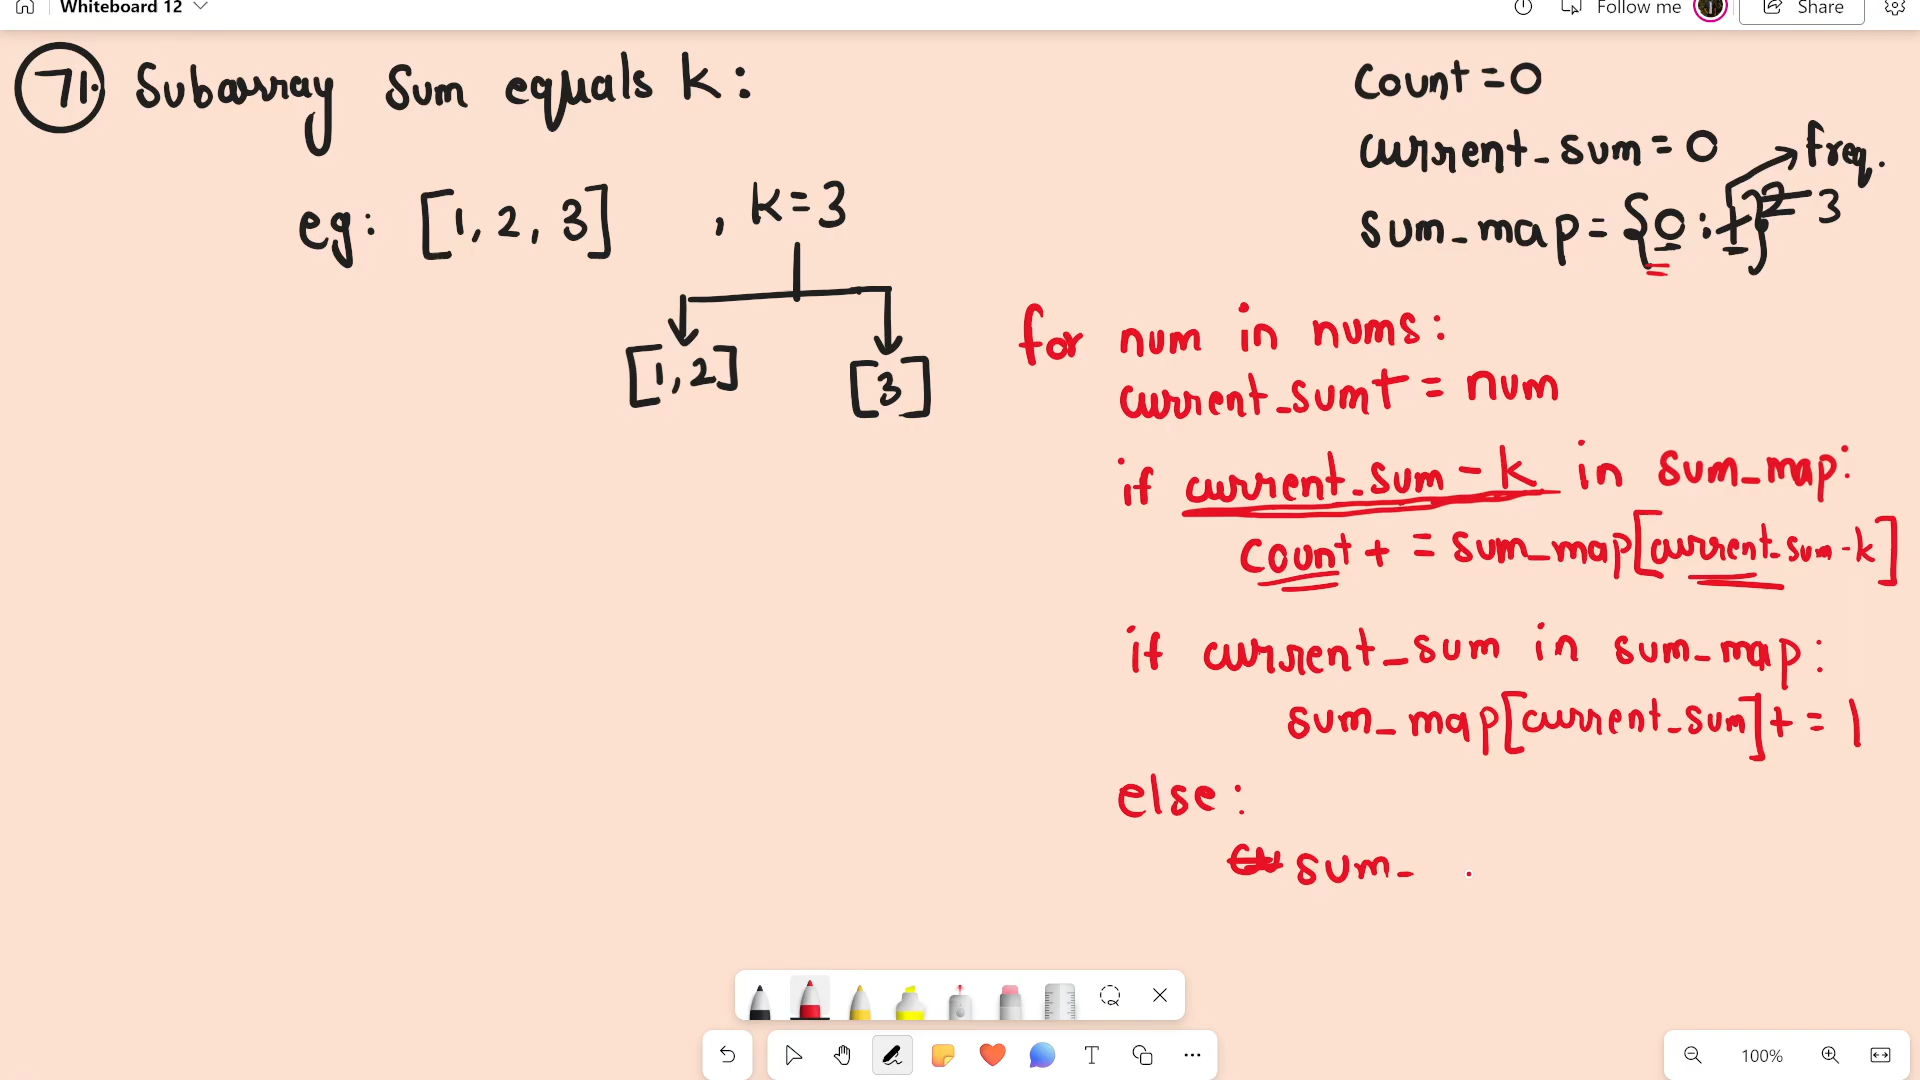 Whiteboard 12
Follow me
Share
71. Subarray Sum equals k:
eg: [1, 2, 3] , k=3
[1, 2] [3]
Count = 0
current_sum = 0
freq.
sum_map = {0:1} 2 3
for num in nums:
current_sum+ = num
if current_sum - k in sum_map:
Count + = sum_map[current_sum-k]
if current_sum in sum_map:
sum_map[current_sum]+ = 1
else:
sum_
100%